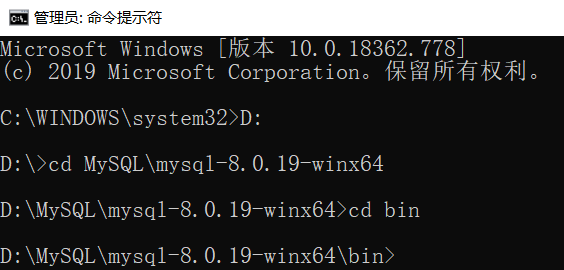 管理员: 命令提示符
Microsoft Windows [版本 10.0.18362.778]
(c) 2019 Microsoft Corporation。保留所有权利。
C:\WINDOWS\system32>D:
D:\>cd MySQL\mysql-8.0.19-winx64
D:\MySQL\mysql-8.0.19-winx64>cd bin
D:\MySQL\mysql-8.0.19-winx64\bin>